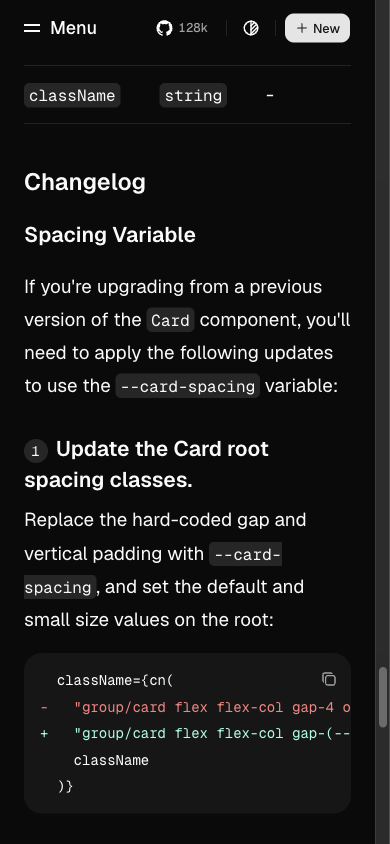 Menu 128k + New
className string -
Changelog
Spacing Variable
If you're upgrading from a previous
version of the Card component, you'll
need to apply the following updates
to use the --card-spacing variable:
1 Update the Card root
spacing classes.
Replace the hard-coded gap and
vertical padding with --card-
spacing, and set the default and
small size values on the root:
className={cn(
- "group/card flex flex-col gap-4 o
+ "group/card flex flex-col gap-(--
className
)}